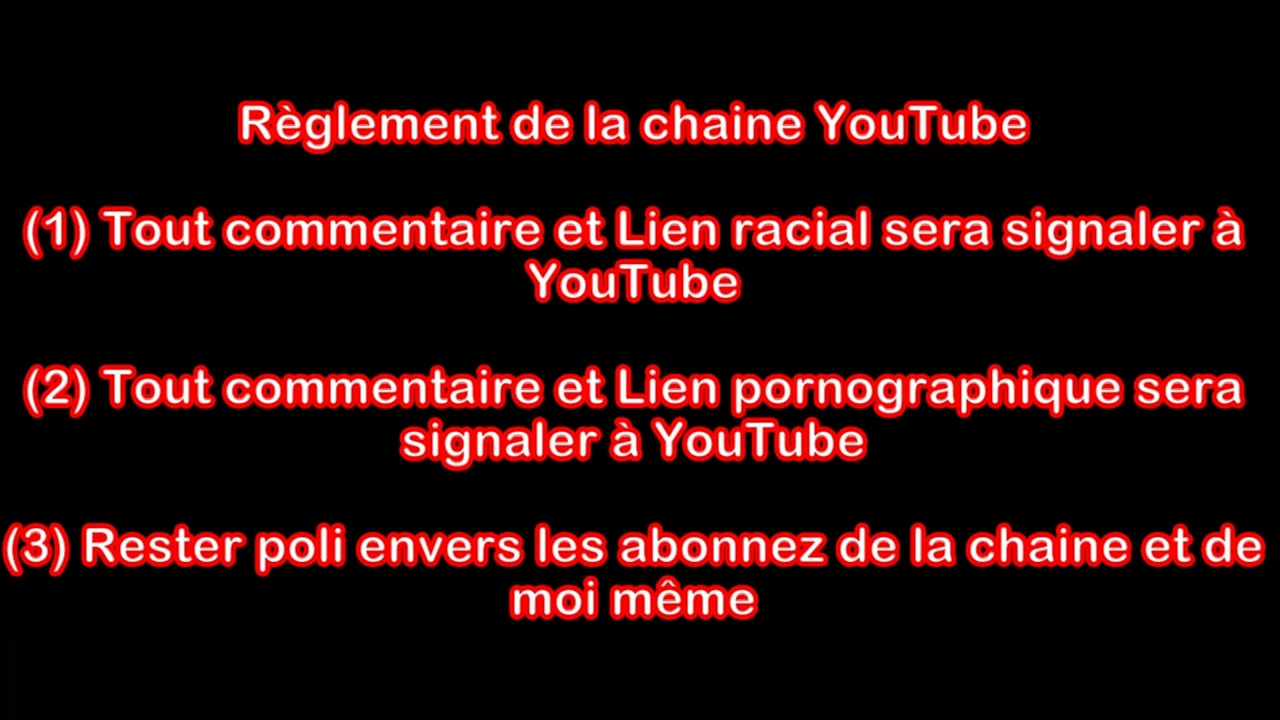 Règlement de la chaine YouTube
(1) Tout commentaire et Lien racial sera signaler à
YouTube
(2) Tout commentaire et Lien pornographique sera
signaler à YouTube
(3) Rester poli envers les abonnez de la chaine et de
moi même